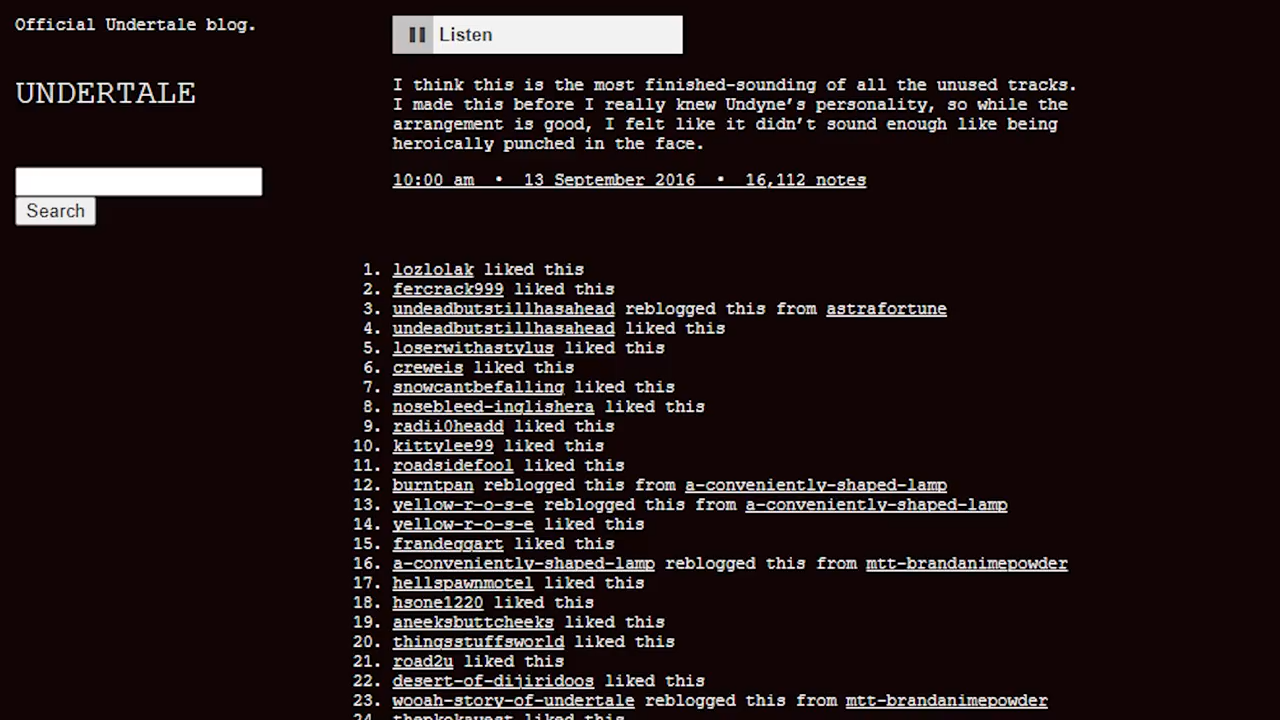 Official Undertale blog.
UNDERTALE
Search
Listen
I think this is the most finished-sounding of all the unused tracks.
I made this before I really knew Undyne's personality, so while the
arrangement is good, I felt like it didn't sound enough like being
heroically punched in the face.
10:00 am • 13 September 2016 • 16,112 notes
1. lozlolak liked this
2. fercrack999 liked this
3. undeadbutstillhasahead reblogged this from astrafortune
4. undeadbutstillhasahead liked this
5. loserwithastylus liked this
6. creweis liked this
7. snowcantbefalling liked this
8. nosebleed-inglishera liked this
9. radii0headd liked this
10. kittylee99 liked this
11. roadsidefool liked this
12. burntpan reblogged this from a-conveniently-shaped-lamp
13. yellow-r-o-s-e reblogged this from a-conveniently-shaped-lamp
14. yellow-r-o-s-e liked this
15. frandeggart liked this
16. a-conveniently-shaped-lamp reblogged this from mtt-brandanimepowder
17. hellspawnmotel liked this
18. hsone1220 liked this
19. aneeksbuttcheeks liked this
20. thingsstuffsworld liked this
21. road2u liked this
22. desert-of-dijiridoos liked this
23. wooah-story-of-undertale reblogged this from mtt-brandanimepowder
24. liked this